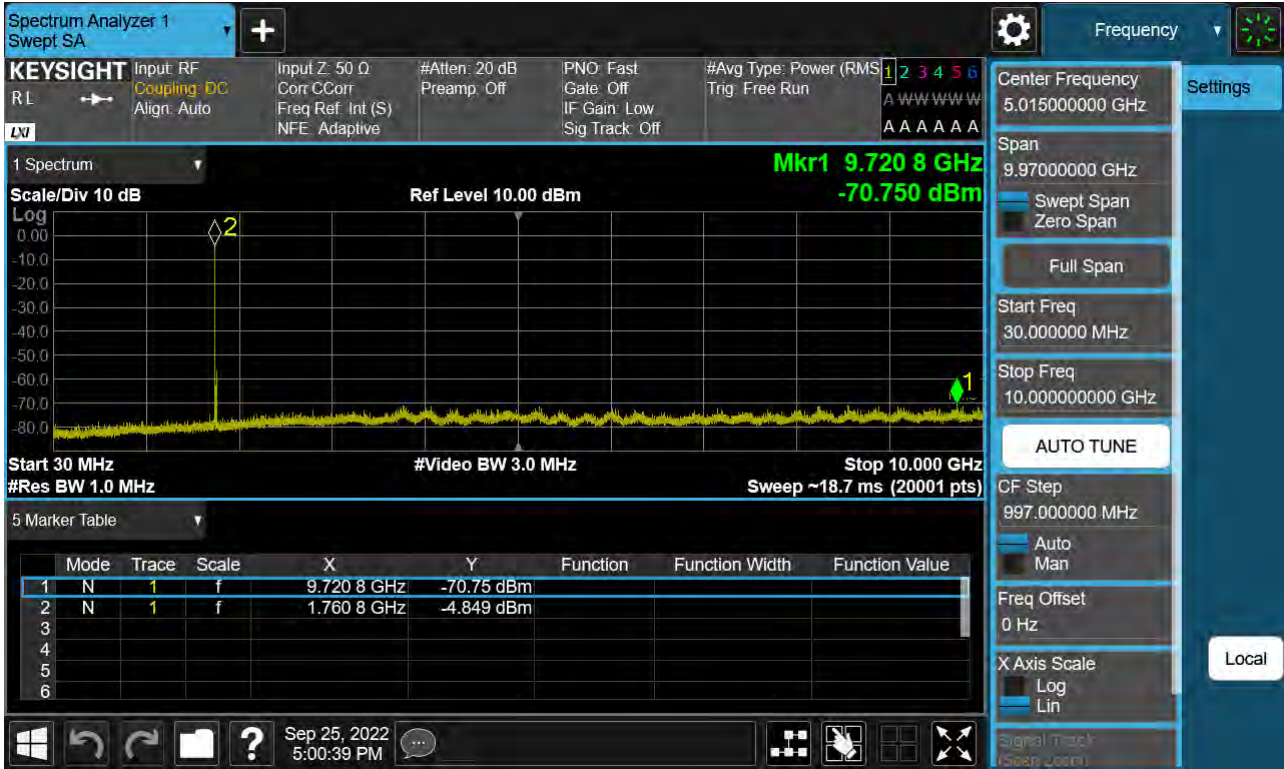 Spectrum Analyzer 1
Swept SA
+
Frequency
KEYSIGHT
RL
LXI
Input: RF
Coupling: DC
Align: Auto
Input Z: 50 Ω
Corr CCorr
Freq Ref: Int (S)
NFE: Adaptive
#Atten: 20 dB
Preamp: Off
PNO: Fast
Gate: Off
IF Gain: Low
Sig Track: Off
#Avg Type: Power (RMS
Trig: Free Run
1 2 3 4 5 6
A W W W W W
A A A A A A
1 Spectrum
Scale/Div 10 dB
Ref Level 10.00 dBm
Mkr1 9.720 8 GHz
-70.750 dBm
Log
0.00
-10.0
-20.0
-30.0
-40.0
-50.0
-60.0
-70.0
-80.0
2
1
Start 30 MHz
#Video BW 3.0 MHz
Stop 10.000 GHz
#Res BW 1.0 MHz
Sweep ~18.7 ms (20001 pts)
5 Marker Table
Mode Trace Scale X Y Function Function Width Function Value
1 N 1 f 9.720 8 GHz -70.75 dBm
2 N 1 f 1.760 8 GHz -4.849 dBm
3
4
5
6
Sep 25, 2022
5:00:39 PM
?
Center Frequency
5.015000000 GHz
Span
9.97000000 GHz
Swept Span
Zero Span
Full Span
Start Freq
30.000000 MHz
Stop Freq
10.000000000 GHz
AUTO TUNE
CF Step
997.000000 MHz
Auto
Man
Freq Offset
0 Hz
X Axis Scale
Log
Lin
Signal Track
(Span Zoom)
Settings
Local